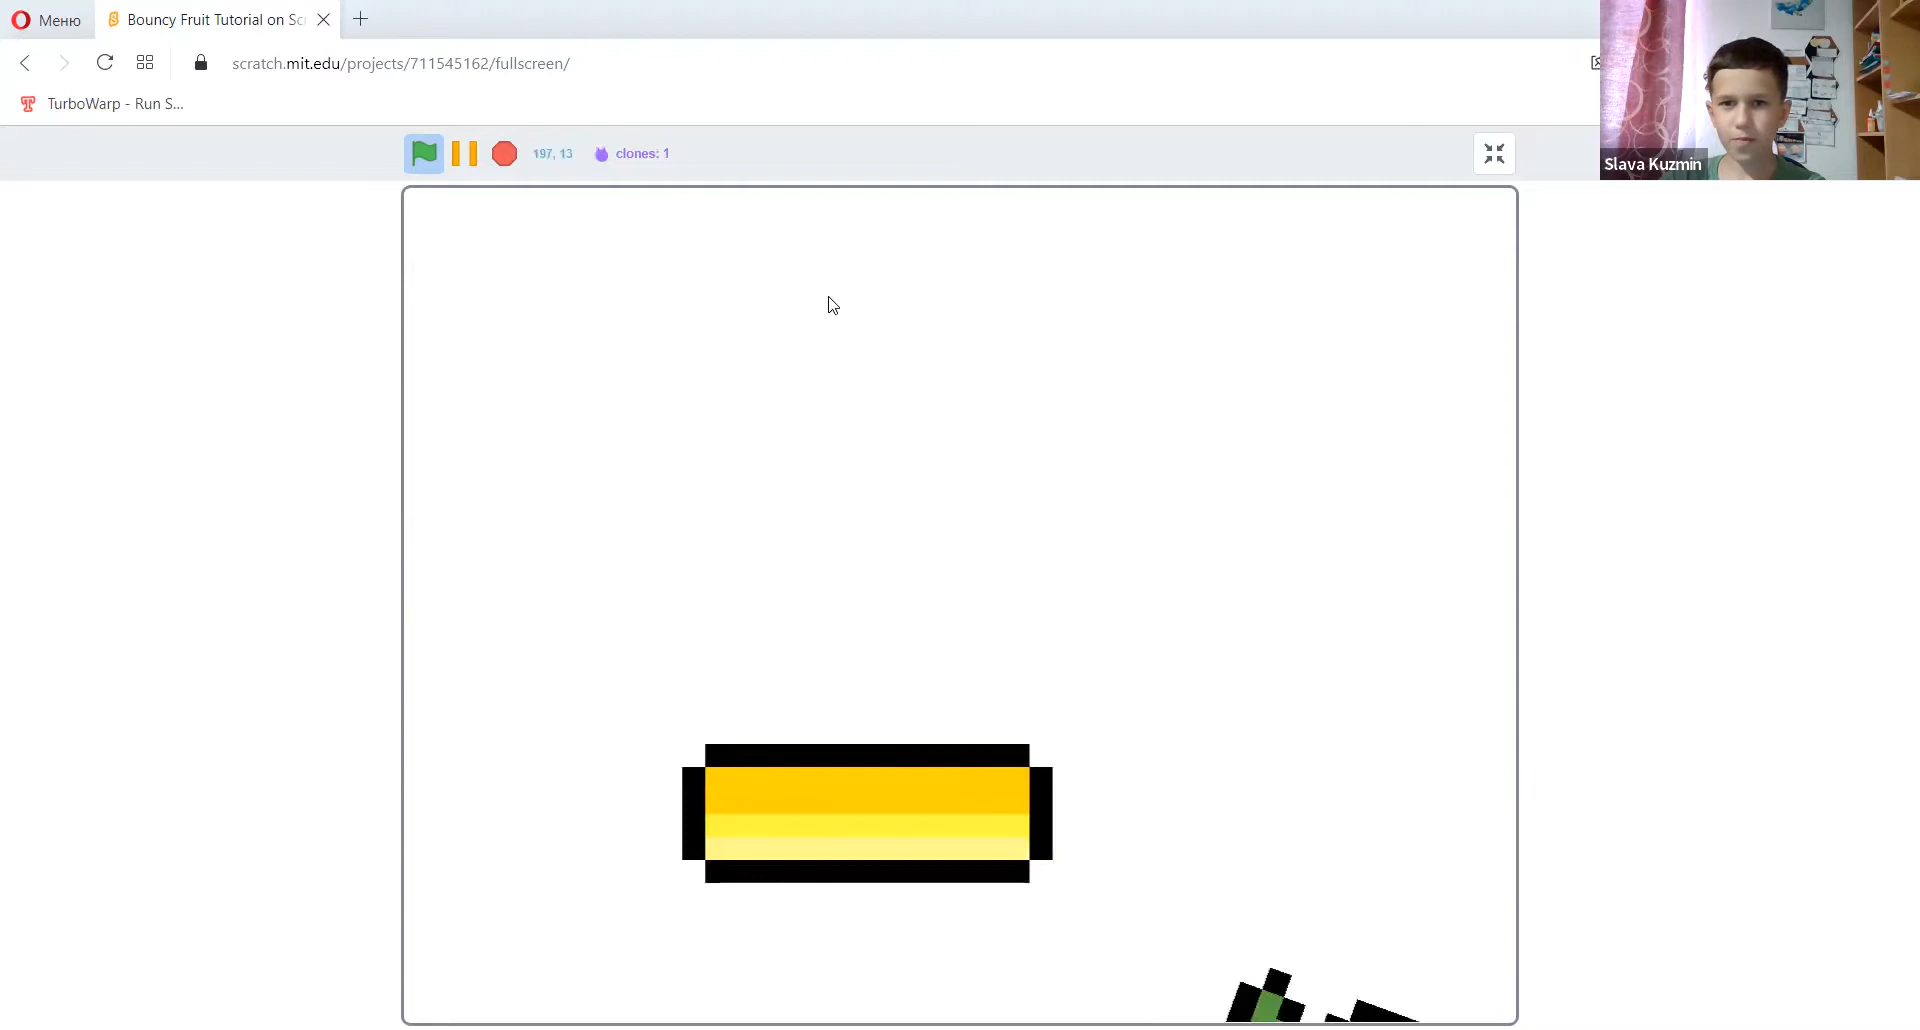 Меню
Bouncy Fruit Tutorial on Sc
scratch.mit.edu/projects/711545162/fullscreen/
TurboWarp - Run S...
197, 13
clones: 1
Slava Kuzmin